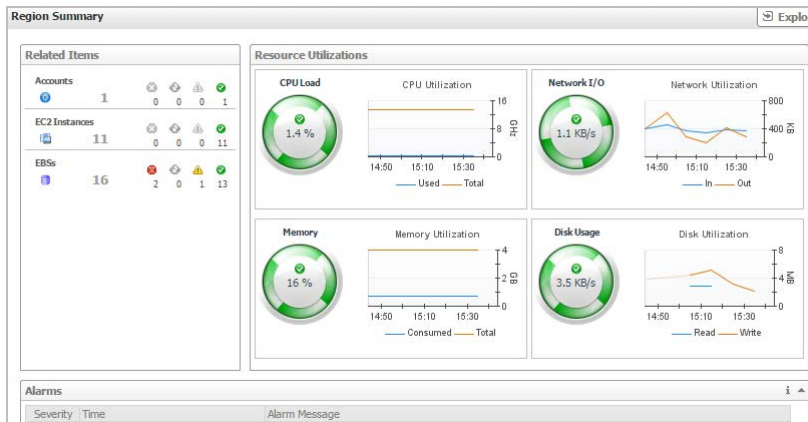 Region Summary
Explo
Related Items
Accounts
1
0 0 0 1
EC2 Instances
11
0 0 0 11
EBSs
16
2 0 1 13
Resource Utilizations
CPU Load
1.4 %
CPU Utilization
16
8
0
GHz
14:50 15:10 15:30
Used Total
Network I/O
1.1 KB/s
Network Utilization
800
400
0
KB
14:50 15:10 15:30
In Out
Memory
16 %
Memory Utilization
4
2
0
GB
14:50 15:10 15:30
Consumed Total
Disk Usage
3.5 KB/s
Disk Utilization
8
4
0
MB
14:50 15:10 15:30
Read Write
Alarms
i
Severity Time Alarm Message